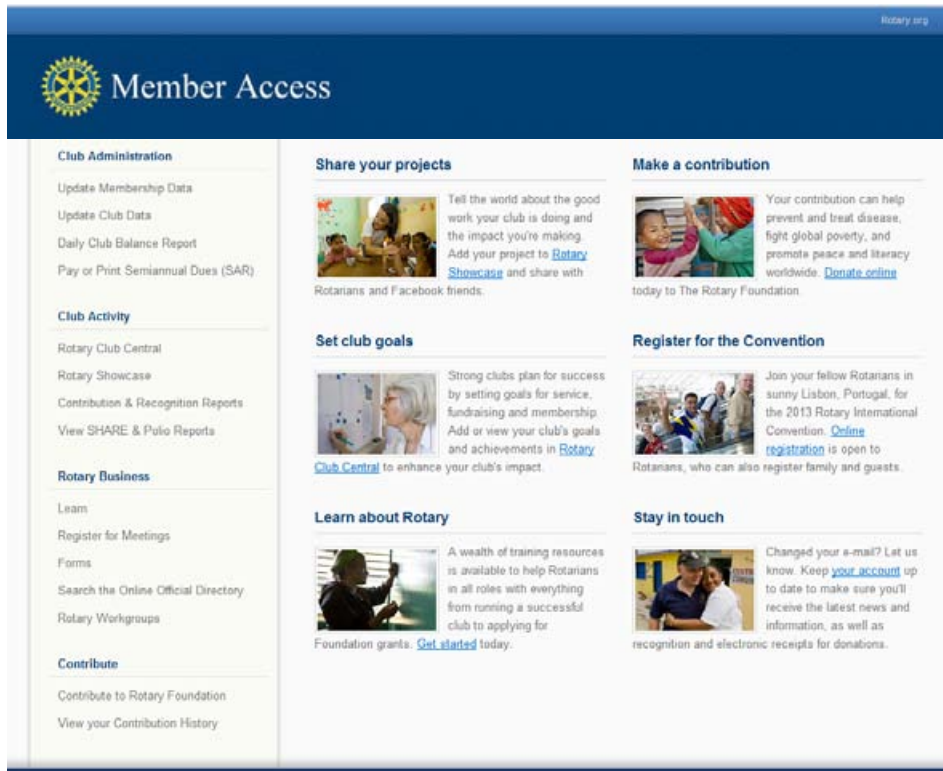 Rotary.org
Member Access
Club Administration
Update Membership Data
Update Club Data
Daily Club Balance Report
Pay or Print Semiannual Dues (SAR)
Club Activity
Rotary Club Central
Rotary Showcase
Contribution & Recognition Reports
View SHARE & Polio Reports
Rotary Business
Learn
Register for Meetings
Forms
Search the Online Official Directory
Rotary Workgroups
Contribute
Contribute to Rotary Foundation
View your Contribution History
Share your projects
Tell the world about the good
work your club is doing and
the impact you're making.
Add your project to Rotary
Showcase and share with
Rotarians and Facebook friends.
Make a contribution
Your contribution can help
prevent and treat disease,
fight global poverty, and
promote peace and literacy
worldwide. Donate online
today to The Rotary Foundation.
Set club goals
Strong clubs plan for success
by setting goals for service,
fundraising and membership.
Add or view your club's goals
and achievements in Rotary
Club Central to enhance your club's impact.
Register for the Convention
Join your fellow Rotarians in
sunny Lisbon, Portugal, for
the 2013 Rotary International
Convention. Online
registration is open to
Rotarians, who can also register family and guests.
Learn about Rotary
A wealth of training resources
is available to help Rotarians
in all roles with everything
from running a successful
club to applying for
Foundation grants. Get started today.
Stay in touch
Changed your e-mail? Let us
know. Keep your account up
to date to make sure you'll
receive the latest news and
information, as well as
recognition and electronic receipts for donations.